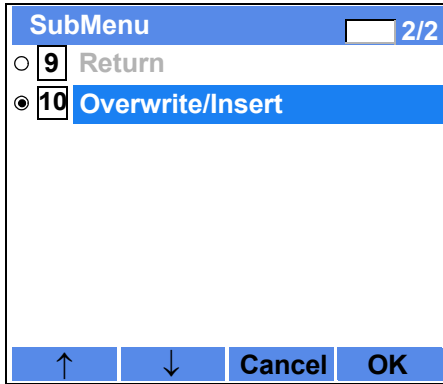 SubMenu 2/2
9 Return
10 Overwrite/Insert
↑ ↓ Cancel OK